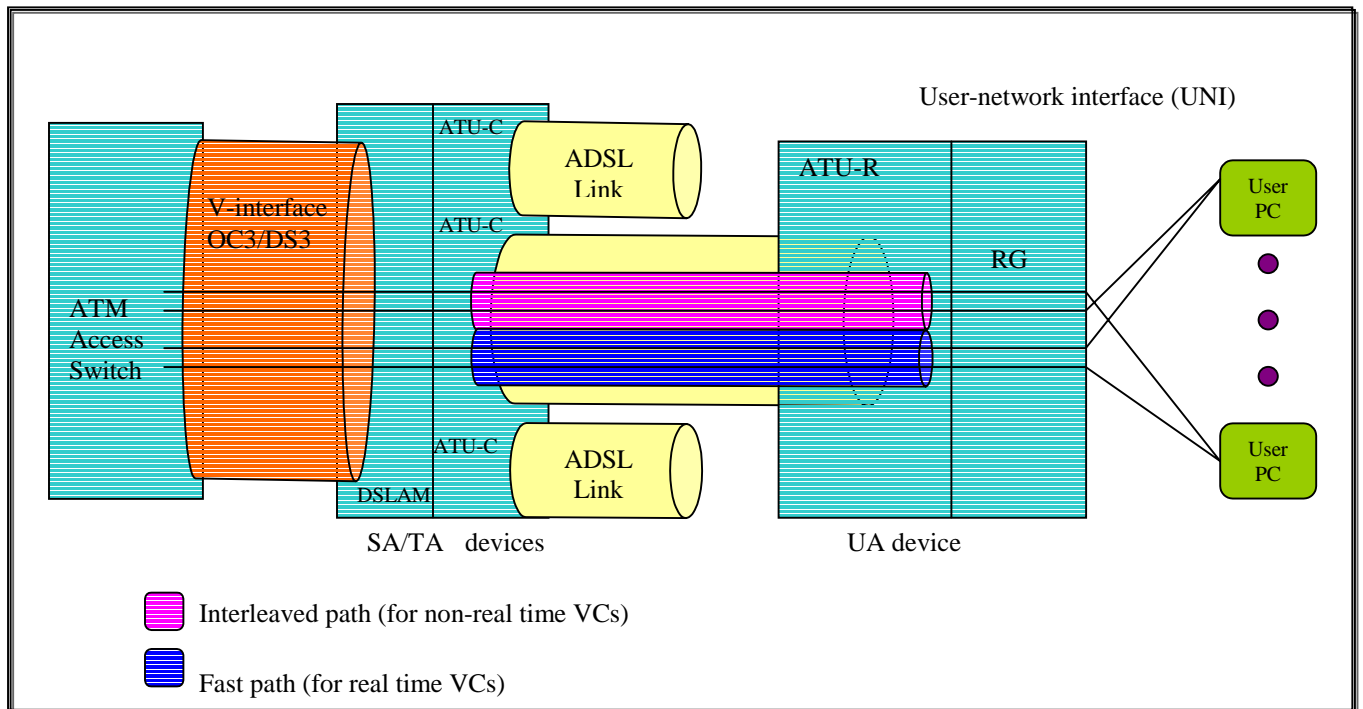 User-network interface (UNI)
ATU-C
ADSL
Link
ATU-R
User
PC
V-interface
OC3/DS3
ATU-C
RG
ATM
Access
Switch
ATU-C
ADSL
Link
User
PC
DSLAM
SA/TA devices
UA device
Interleaved path (for non-real time VCs)
Fast path (for real time VCs)